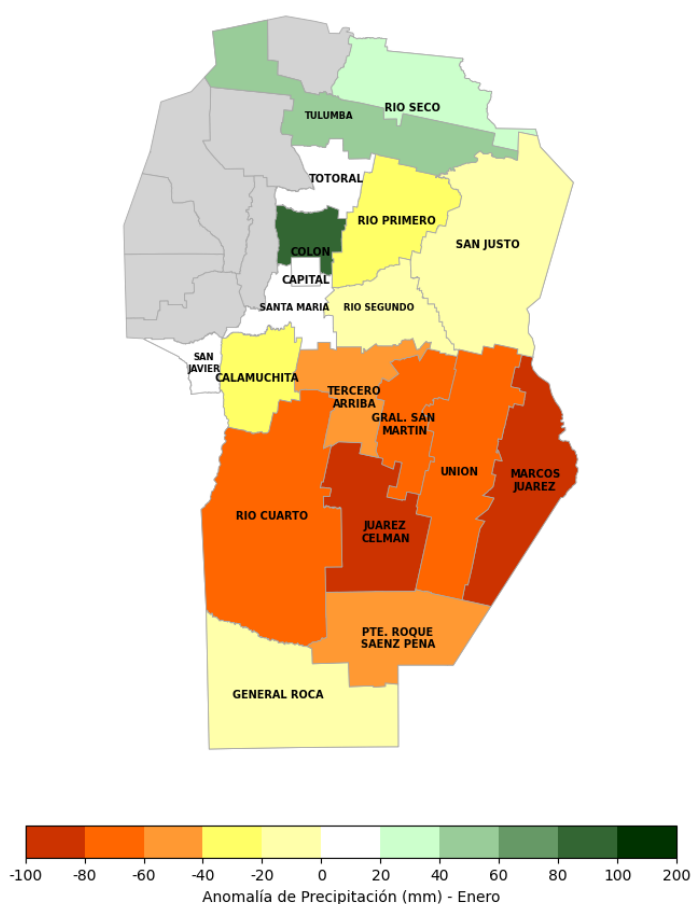 RIO SECO
TULUMBA
TOTORAL
RIO PRIMERO
SAN JUSTO
COLON
CAPITAL
SANTA MARIA
RIO SEGUNDO
SAN
JAVIER
CALAMUCHITA
TERCERO
ARRIBA
GRAL. SAN
MARTIN
UNION
MARCOS
JUAREZ
RIO CUARTO
JUAREZ
CELMAN
PTE. ROQUE
SAENZ PENA
GENERAL ROCA
-100 -80 -60 -40 -20 0 20 40 60 80 100 200
Anomalía de Precipitación (mm) - Enero